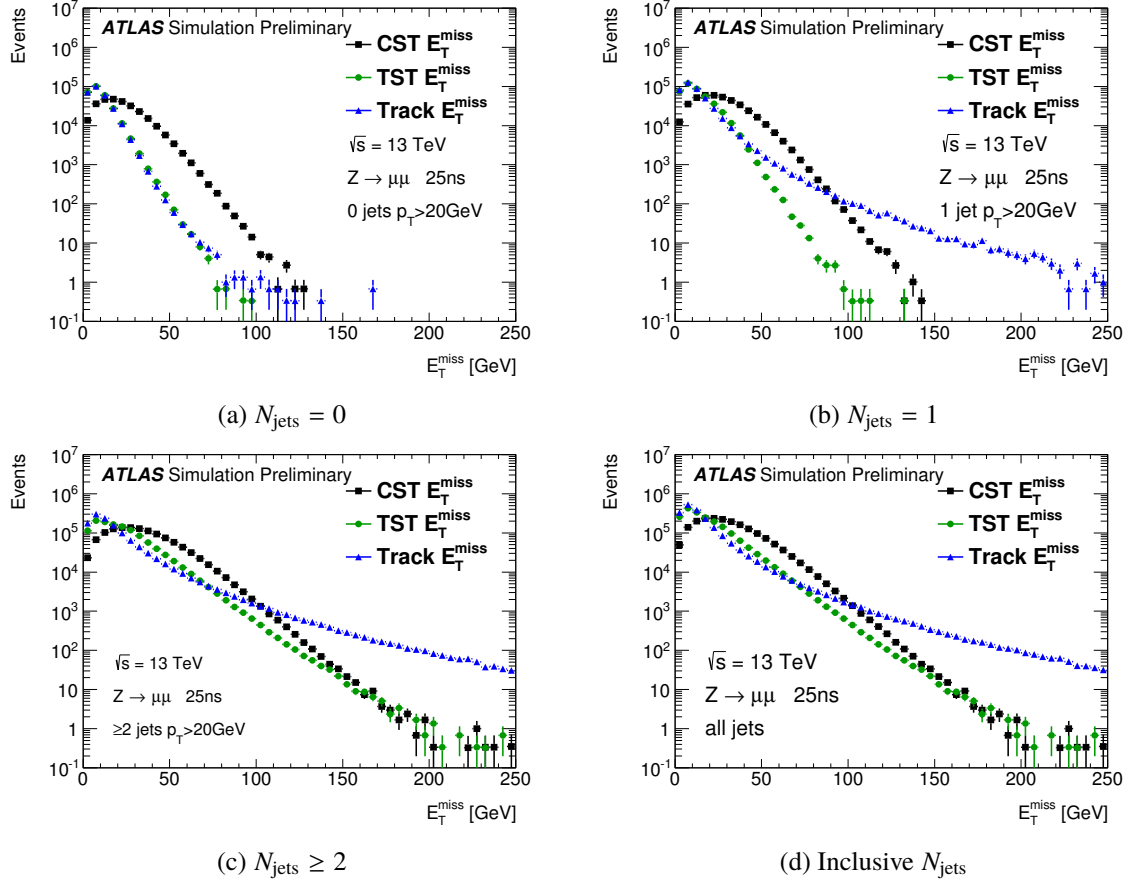 Events
10^7
10^6
10^5
10^4
10^3
10^2
10
1
10^-1
ATLAS Simulation Preliminary
CST E_T^miss
TST E_T^miss
Track E_T^miss
√s = 13 TeV
Z → μμ 25ns
0 jets p_T>20GeV
0 50 100 150 200 250
E_T^miss [GeV]
(a) N_jets = 0
Events
10^7
10^6
10^5
10^4
10^3
10^2
10
1
10^-1
ATLAS Simulation Preliminary
CST E_T^miss
TST E_T^miss
Track E_T^miss
√s = 13 TeV
Z → μμ 25ns
1 jet p_T>20GeV
0 50 100 150 200 250
E_T^miss [GeV]
(b) N_jets = 1
Events
10^7
10^6
10^5
10^4
10^3
10^2
10
1
10^-1
ATLAS Simulation Preliminary
CST E_T^miss
TST E_T^miss
Track E_T^miss
√s = 13 TeV
Z → μμ 25ns
≥2 jets p_T>20GeV
0 50 100 150 200 250
E_T^miss [GeV]
(c) N_jets ≥ 2
Events
10^7
10^6
10^5
10^4
10^3
10^2
10
1
10^-1
ATLAS Simulation Preliminary
CST E_T^miss
TST E_T^miss
Track E_T^miss
√s = 13 TeV
Z → μμ 25ns
all jets
0 50 100 150 200 250
E_T^miss [GeV]
(d) Inclusive N_jets